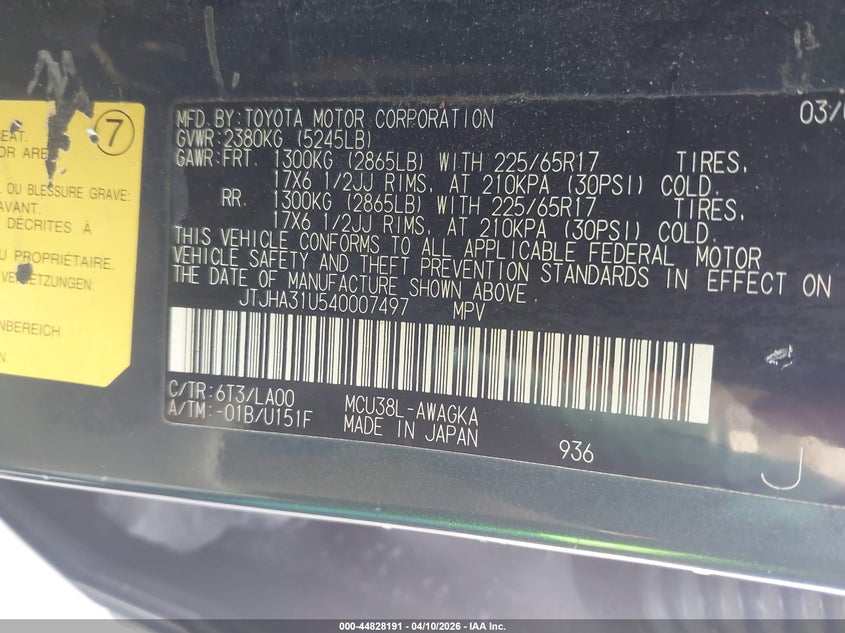 7
EAT.
OR ARE
OU BLESSURE GRAVE:
AVANT.
DÉCRITES À
U PROPRIÉTAIRE.
MFD.BY:TOYOTA MOTOR CORPORATION 03/
GVWR:2380KG (5245LB)
GAWR:FRT. 1300KG (2865LB) WITH 225/65R17 TIRES,
17X6 1/2JJ RIMS, AT 210KPA (30PSI) COLD.
RR. 1300KG (2865LB) WITH 225/65R17 TIRES,
17X6 1/2JJ RIMS, AT 210KPA (30PSI) COLD.
THIS VEHICLE CONFORMS TO ALL APPLICABLE FEDERAL MOTOR
VEHICLE SAFETY AND THEFT PREVENTION STANDARDS IN EFFECT ON
THE DATE OF MANUFACTURE SHOWN ABOVE
JTJHA31U540007497 MPV
C/TR:6T3/LA00 MCU38L-AWAGKA
A/TM:-01B/U151F MADE IN JAPAN 936
J
NBEREICH
N.
000-44828191 - 04/10/2026 - IAA Inc.